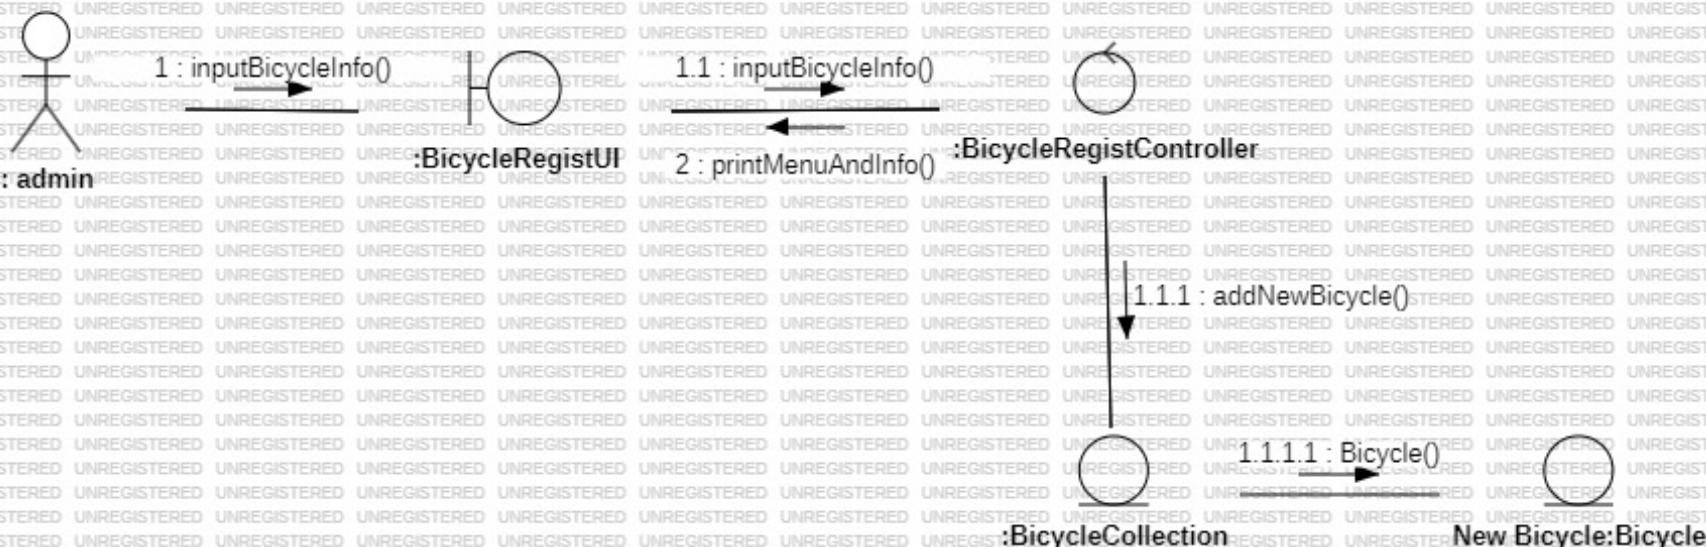 1 : inputBicycleInfo()
1.1 : inputBicycleInfo()
:BicycleRegistUI
2 : printMenuAndInfo()
:BicycleRegistController
: admin
1.1.1 : addNewBicycle()
1.1.1.1 : Bicycle()
:BicycleCollection
New Bicycle:Bicycle
UNREGISTERED